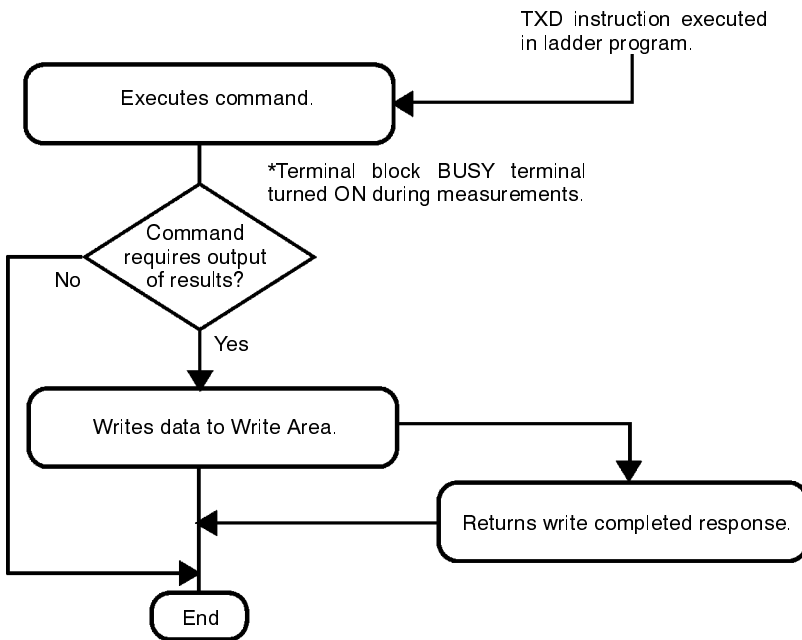 TXD instruction executed
in ladder program.
Executes command.
*Terminal block BUSY terminal
turned ON during measurements.
Command
requires output
of results?
No
Yes
Writes data to Write Area.
Returns write completed response.
End